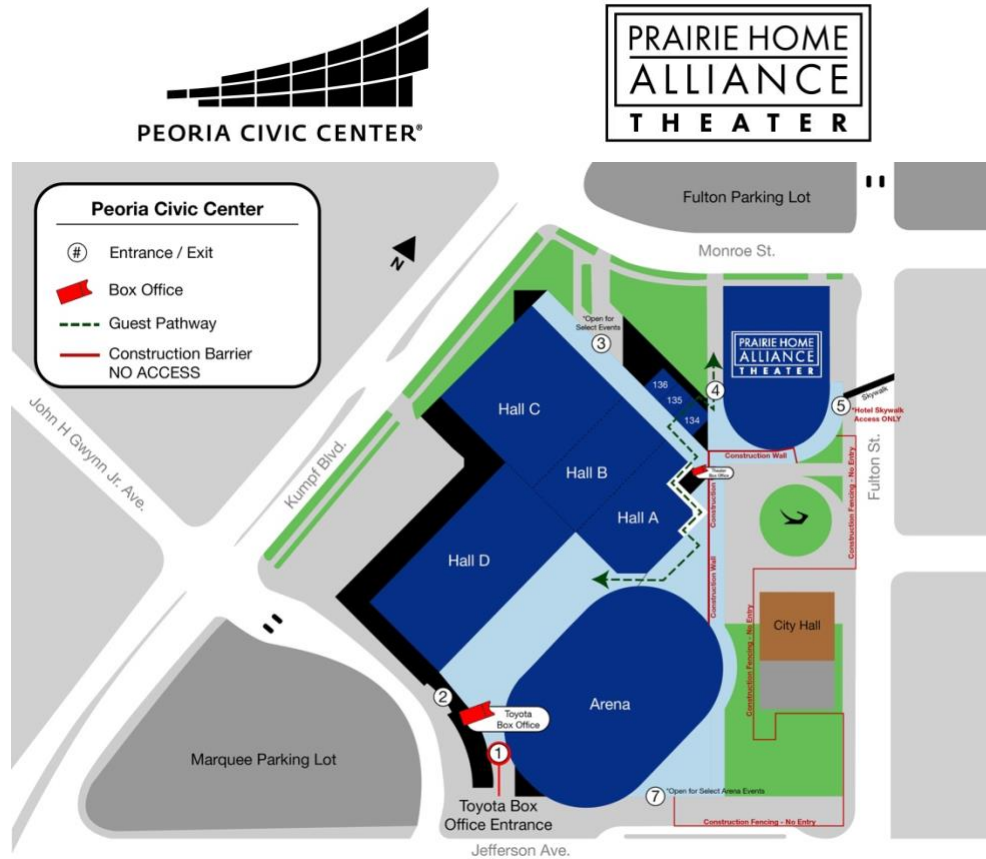 PEORIA CIVIC CENTER®
PRAIRIE HOME
ALLIANCE
THEATER
Peoria Civic Center
# Entrance / Exit
Box Office
Guest Pathway
Construction Barrier
NO ACCESS
N
Fulton Parking Lot
Monroe St.
John H Gwynn Jr. Ave.
Kumpf Blvd.
*Open for
Select Events
3
PRAIRIE HOME
ALLIANCE
THEATER
136
135
134
4
5
Skywalk
*Hotel Skywalk
Access ONLY
Fulton St.
Hall C
Hall B
Hall A
Hall D
Construction Wall
Toyota
Box Office
Construction Wall
Construction Wall
Construction Fencing - No Entry
Construction Fencing - No Entry
City Hall
Arena
2
Toyota
Box Office
1
Toyota Box
Office Entrance
Marquee Parking Lot
7
*Open for Select Arena Events
Construction Fencing - No Entry
Jefferson Ave.